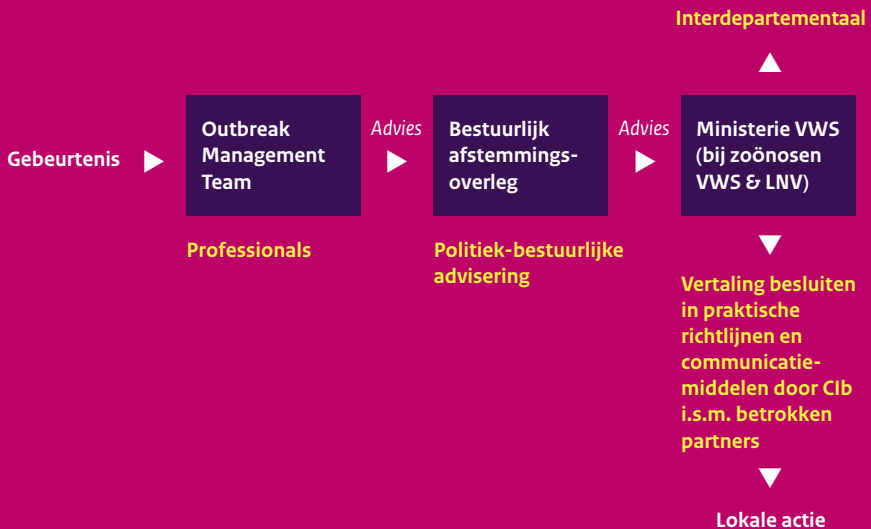 Interdepartementaal
Gebeurtenis
Outbreak
Management
Team
Advies
Bestuurlijk
afstemmings-
overleg
Advies
Ministerie VWS
(bij zoönosen
VWS & LNV)
Professionals
Politiek-bestuurlijke
advisering
Vertaling besluiten
in praktische
richtlijnen en
communicatie-
middelen door CIb
i.s.m. betrokken
partners
Lokale actie